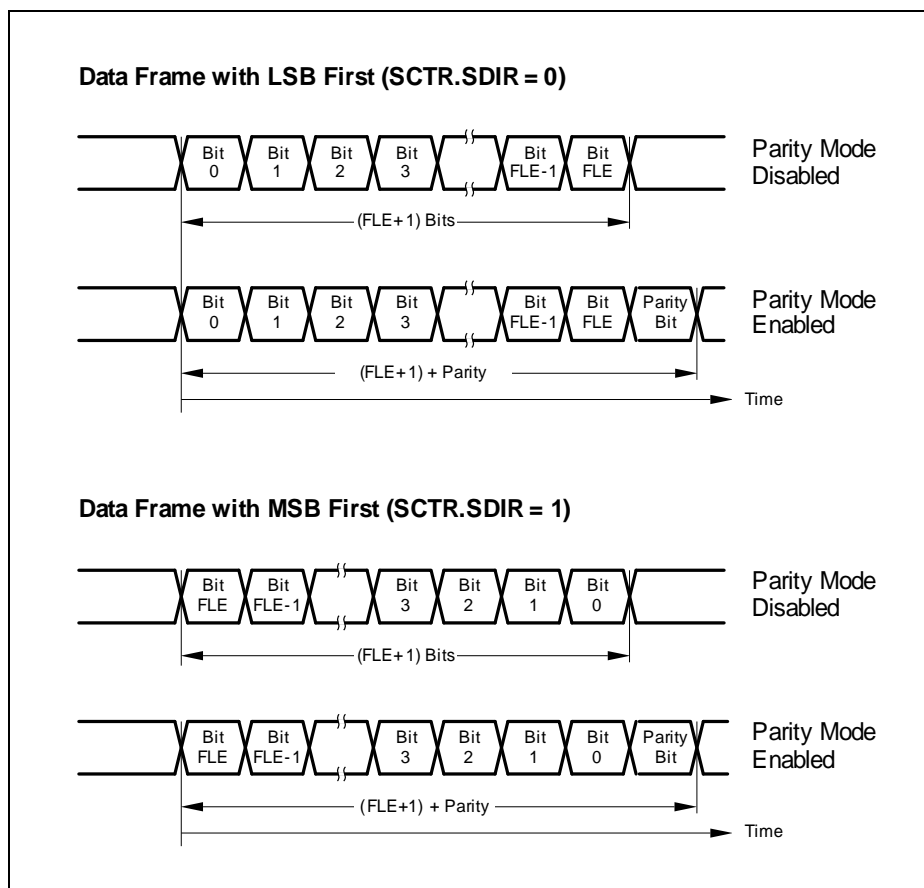 Data Frame with LSB First (SCTR.SDIR = 0)
Bit 0 Bit 1 Bit 2 Bit 3 Bit FLE-1 Bit FLE Parity Mode Disabled
(FLE+1) Bits
Bit 0 Bit 1 Bit 2 Bit 3 Bit FLE-1 Bit FLE Parity Bit Parity Mode Enabled
(FLE+1) + Parity
Time
Data Frame with MSB First (SCTR.SDIR = 1)
Bit FLE Bit FLE-1 Bit 3 Bit 2 Bit 1 Bit 0 Parity Mode Disabled
(FLE+1) Bits
Bit FLE Bit FLE-1 Bit 3 Bit 2 Bit 1 Bit 0 Parity Bit Parity Mode Enabled
(FLE+1) + Parity
Time